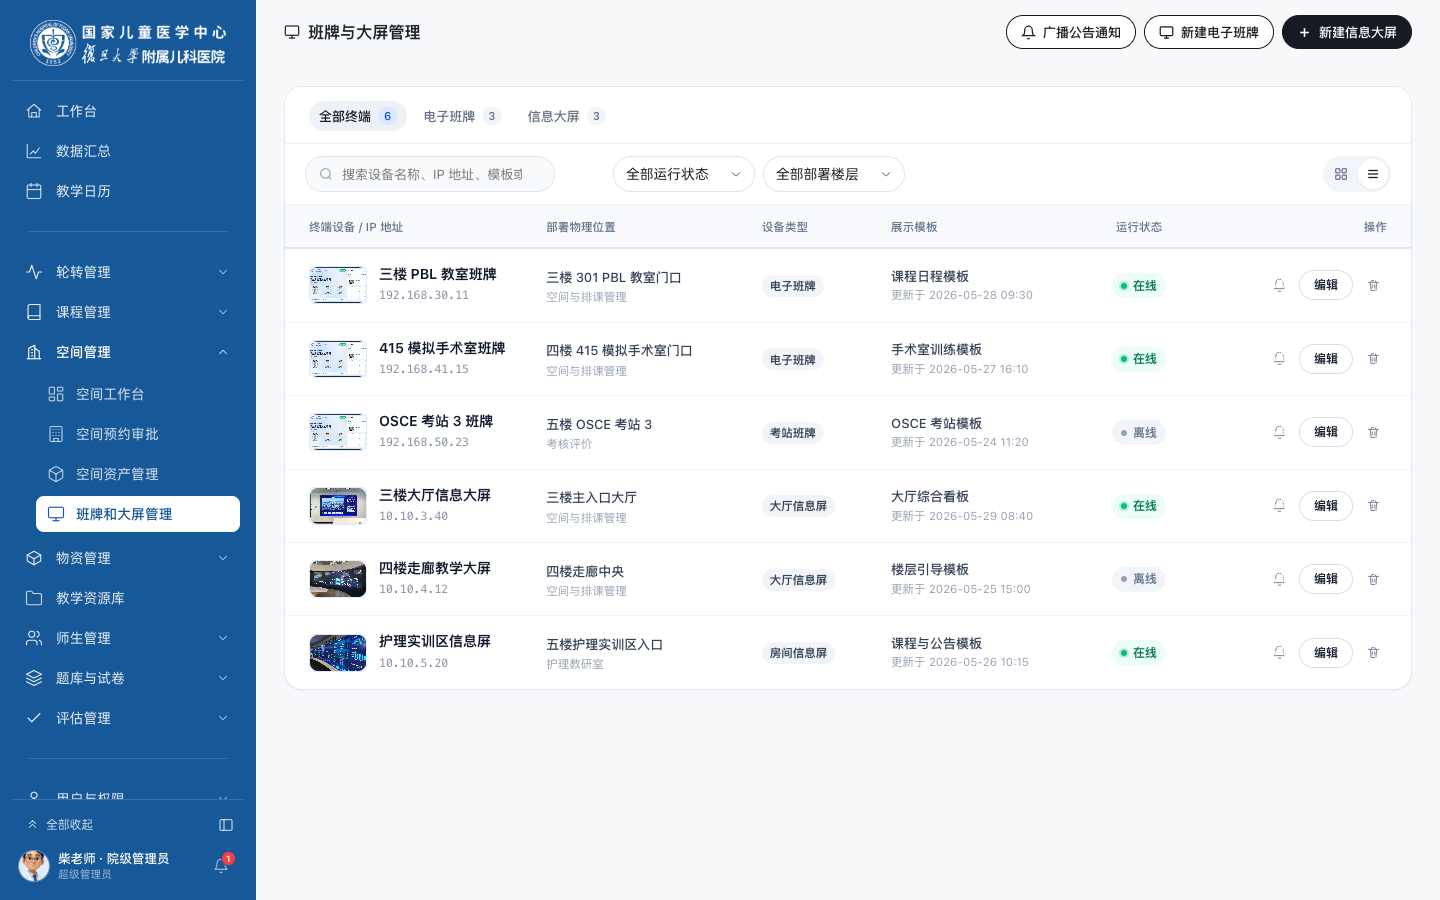 国家儿童医学中心
復旦大学附属儿科医院
工作台
数据汇总
教学日历
轮转管理
课程管理
空间管理
空间工作台
空间预约审批
空间资产管理
班牌和大屏管理
物资管理
教学资源库
师生管理
题库与试卷
评估管理
用户与权限
全部收起
柴老师 · 院级管理员
超级管理员
1
班牌与大屏管理
广播公告通知
新建电子班牌
新建信息大屏
全部终端 6
电子班牌 3
信息大屏 3
搜索设备名称、IP 地址、模板或
全部运行状态
全部部署楼层
终端设备 / IP 地址 部署物理位置 设备类型 展示模板 运行状态 操作
三楼 PBL 教室班牌
192.168.30.11
三楼 301 PBL 教室门口
空间与排课管理
电子班牌
课程日程模板
更新于 2026-05-28 09:30
在线
编辑
415 模拟手术室班牌
192.168.41.15
四楼 415 模拟手术室门口
空间与排课管理
电子班牌
手术室训练模板
更新于 2026-05-27 16:10
在线
编辑
OSCE 考站 3 班牌
192.168.50.23
五楼 OSCE 考站 3
考核评价
考站班牌
OSCE 考站模板
更新于 2026-05-24 11:20
离线
编辑
三楼大厅信息大屏
10.10.3.40
三楼主入口大厅
空间与排课管理
大厅信息屏
大厅综合看板
更新于 2026-05-29 08:40
在线
编辑
四楼走廊教学大屏
10.10.4.12
四楼走廊中央
空间与排课管理
大厅信息屏
楼层引导模板
更新于 2026-05-25 15:00
离线
编辑
护理实训区信息屏
10.10.5.20
五楼护理实训区入口
护理教研室
房间信息屏
课程与公告模板
更新于 2026-05-26 10:15
在线
编辑